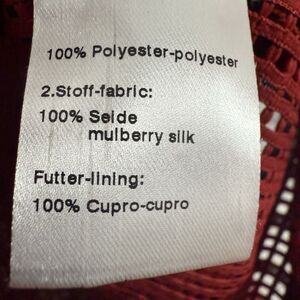 100% Polyester-polyester
2.Stoff-fabric:
100% Seide
mulberry silk
Futter-lining:
100% Cupro-cupro